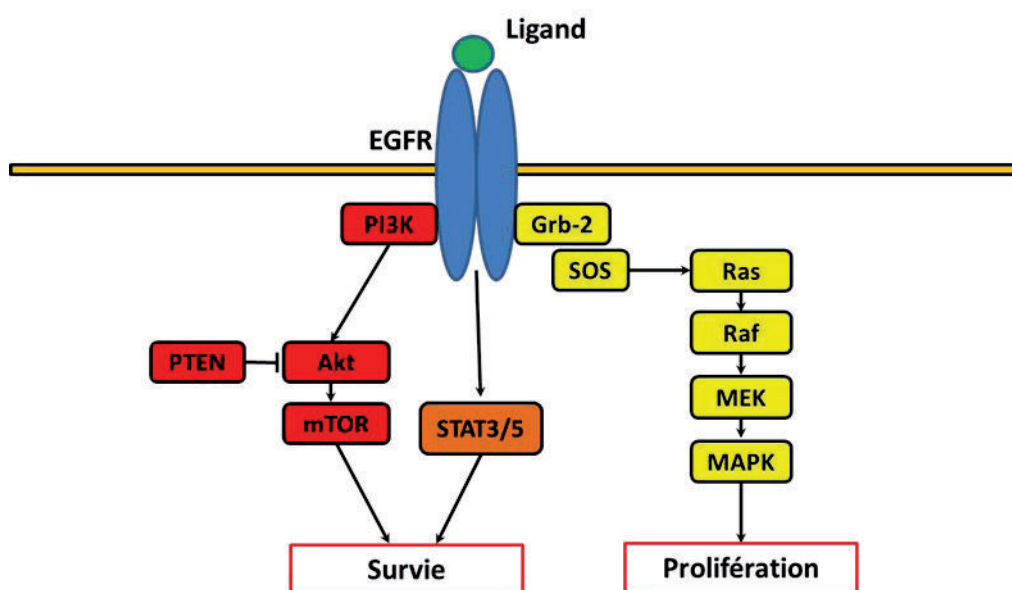 Ligand
EGFR
PI3K
Grb-2
SOS
Ras
Raf
PTEN
Akt
MEK
mTOR
STAT3/5
MAPK
Survie
Prolifération